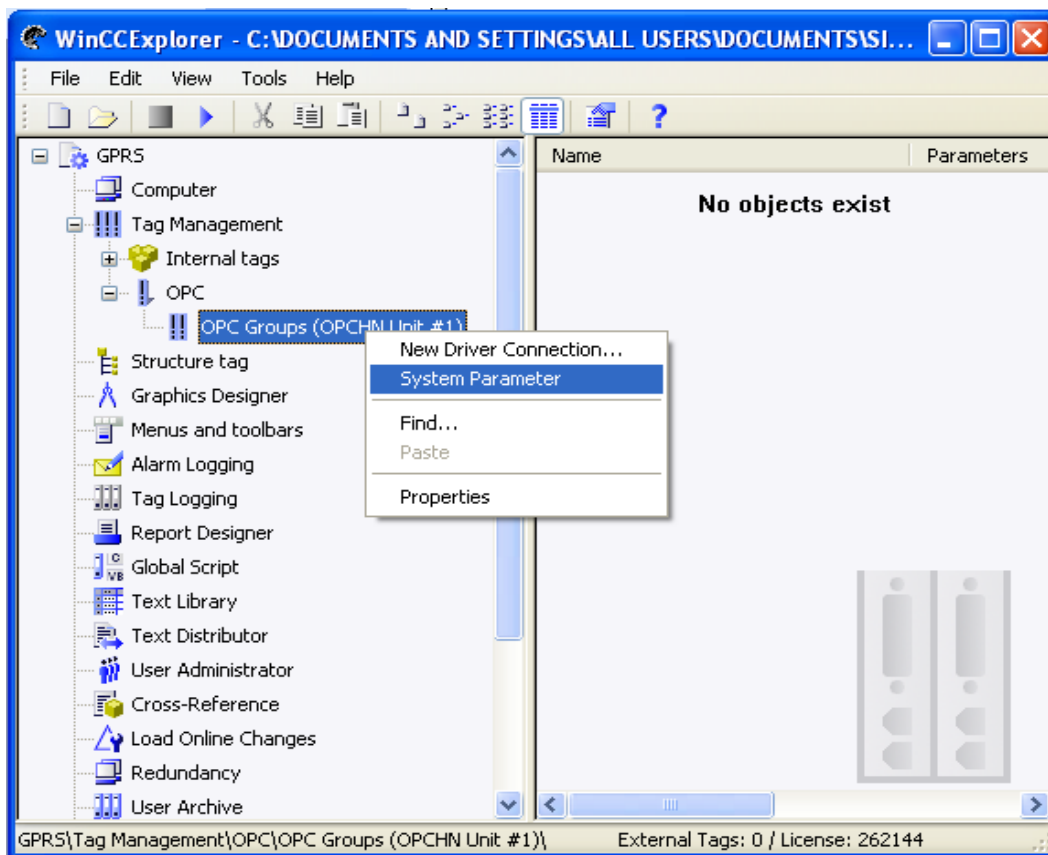 WinCCExplorer - C:\DOCUMENTS AND SETTINGS\ALL USERS\DOCUMENTS\SI...
File Edit View Tools Help
GPRS
Computer
Tag Management
Internal tags
OPC
OPC Groups (OPCHN Unit #1)
Structure tag
Graphics Designer
Menus and toolbars
Alarm Logging
Tag Logging
Report Designer
Global Script
Text Library
Text Distributor
User Administrator
Cross-Reference
Load Online Changes
Redundancy
User Archive
New Driver Connection...
System Parameter
Find...
Paste
Properties
Name Parameters
No objects exist
GPRS\Tag Management\OPC\OPC Groups (OPCHN Unit #1)\ External Tags: 0 / License: 262144